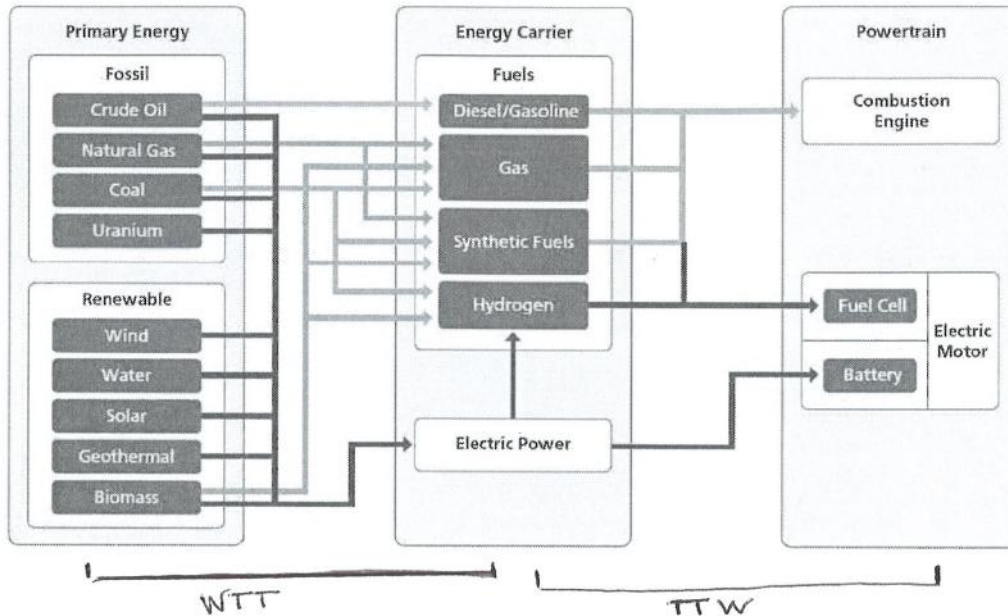 Primary Energy
Fossil
Crude Oil
Natural Gas
Coal
Uranium
Renewable
Wind
Water
Solar
Geothermal
Biomass
Energy Carrier
Fuels
Diesel/Gasoline
Gas
Synthetic Fuels
Hydrogen
Electric Power
Powertrain
Combustion
Engine
Fuel Cell
Battery
Electric
Motor
WTT
TTW